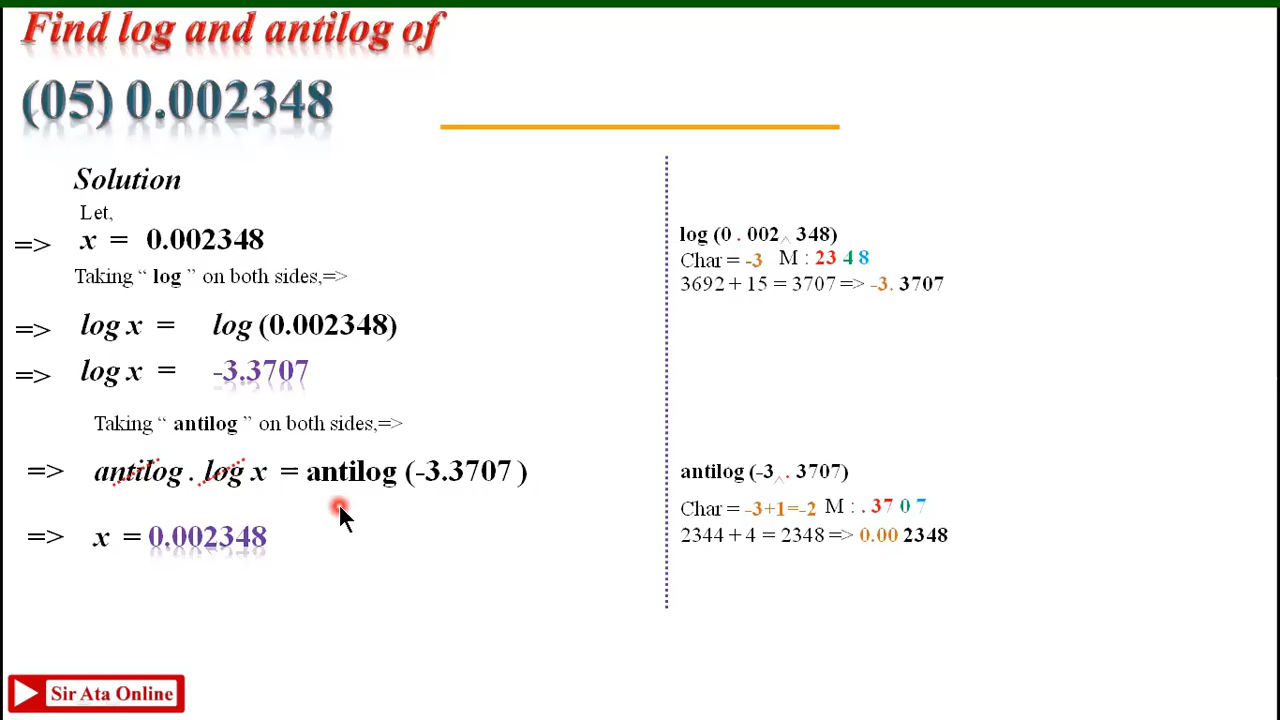 Find log and antilog of
(05) 0.002348
Solution
Let,
=> x = 0.002348
Taking “ log ” on both sides,=>
=> log x = log (0.002348)
=> log x = -3.3707
Taking “ antilog ” on both sides,=>
=> antilog . log x = antilog (-3.3707 )
=> x = 0.002348
log (0 . 002 ^ 348)
Char = -3 M : 23 4 8
3692 + 15 = 3707 => -3. 3707
antilog (-3 ^ . 3707)
Char = -3+1=-2 M : . 37 0 7
2344 + 4 = 2348 => 0.00 2348
Sir Ata Online